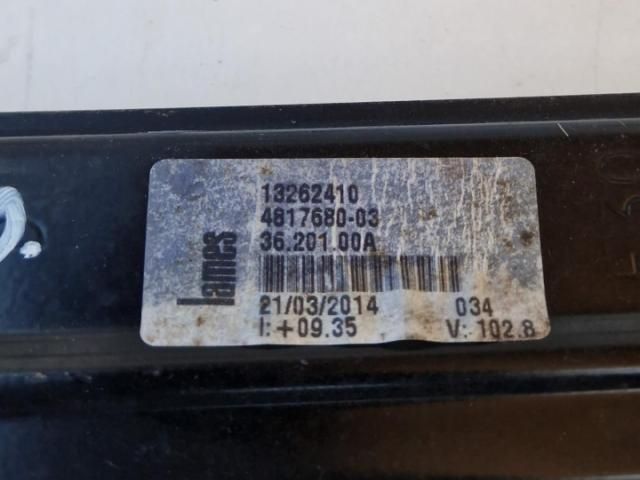 13262410
4817680-03
36.201.00A
lames
21/03/2014 034
I:+09.35 V: 102.8